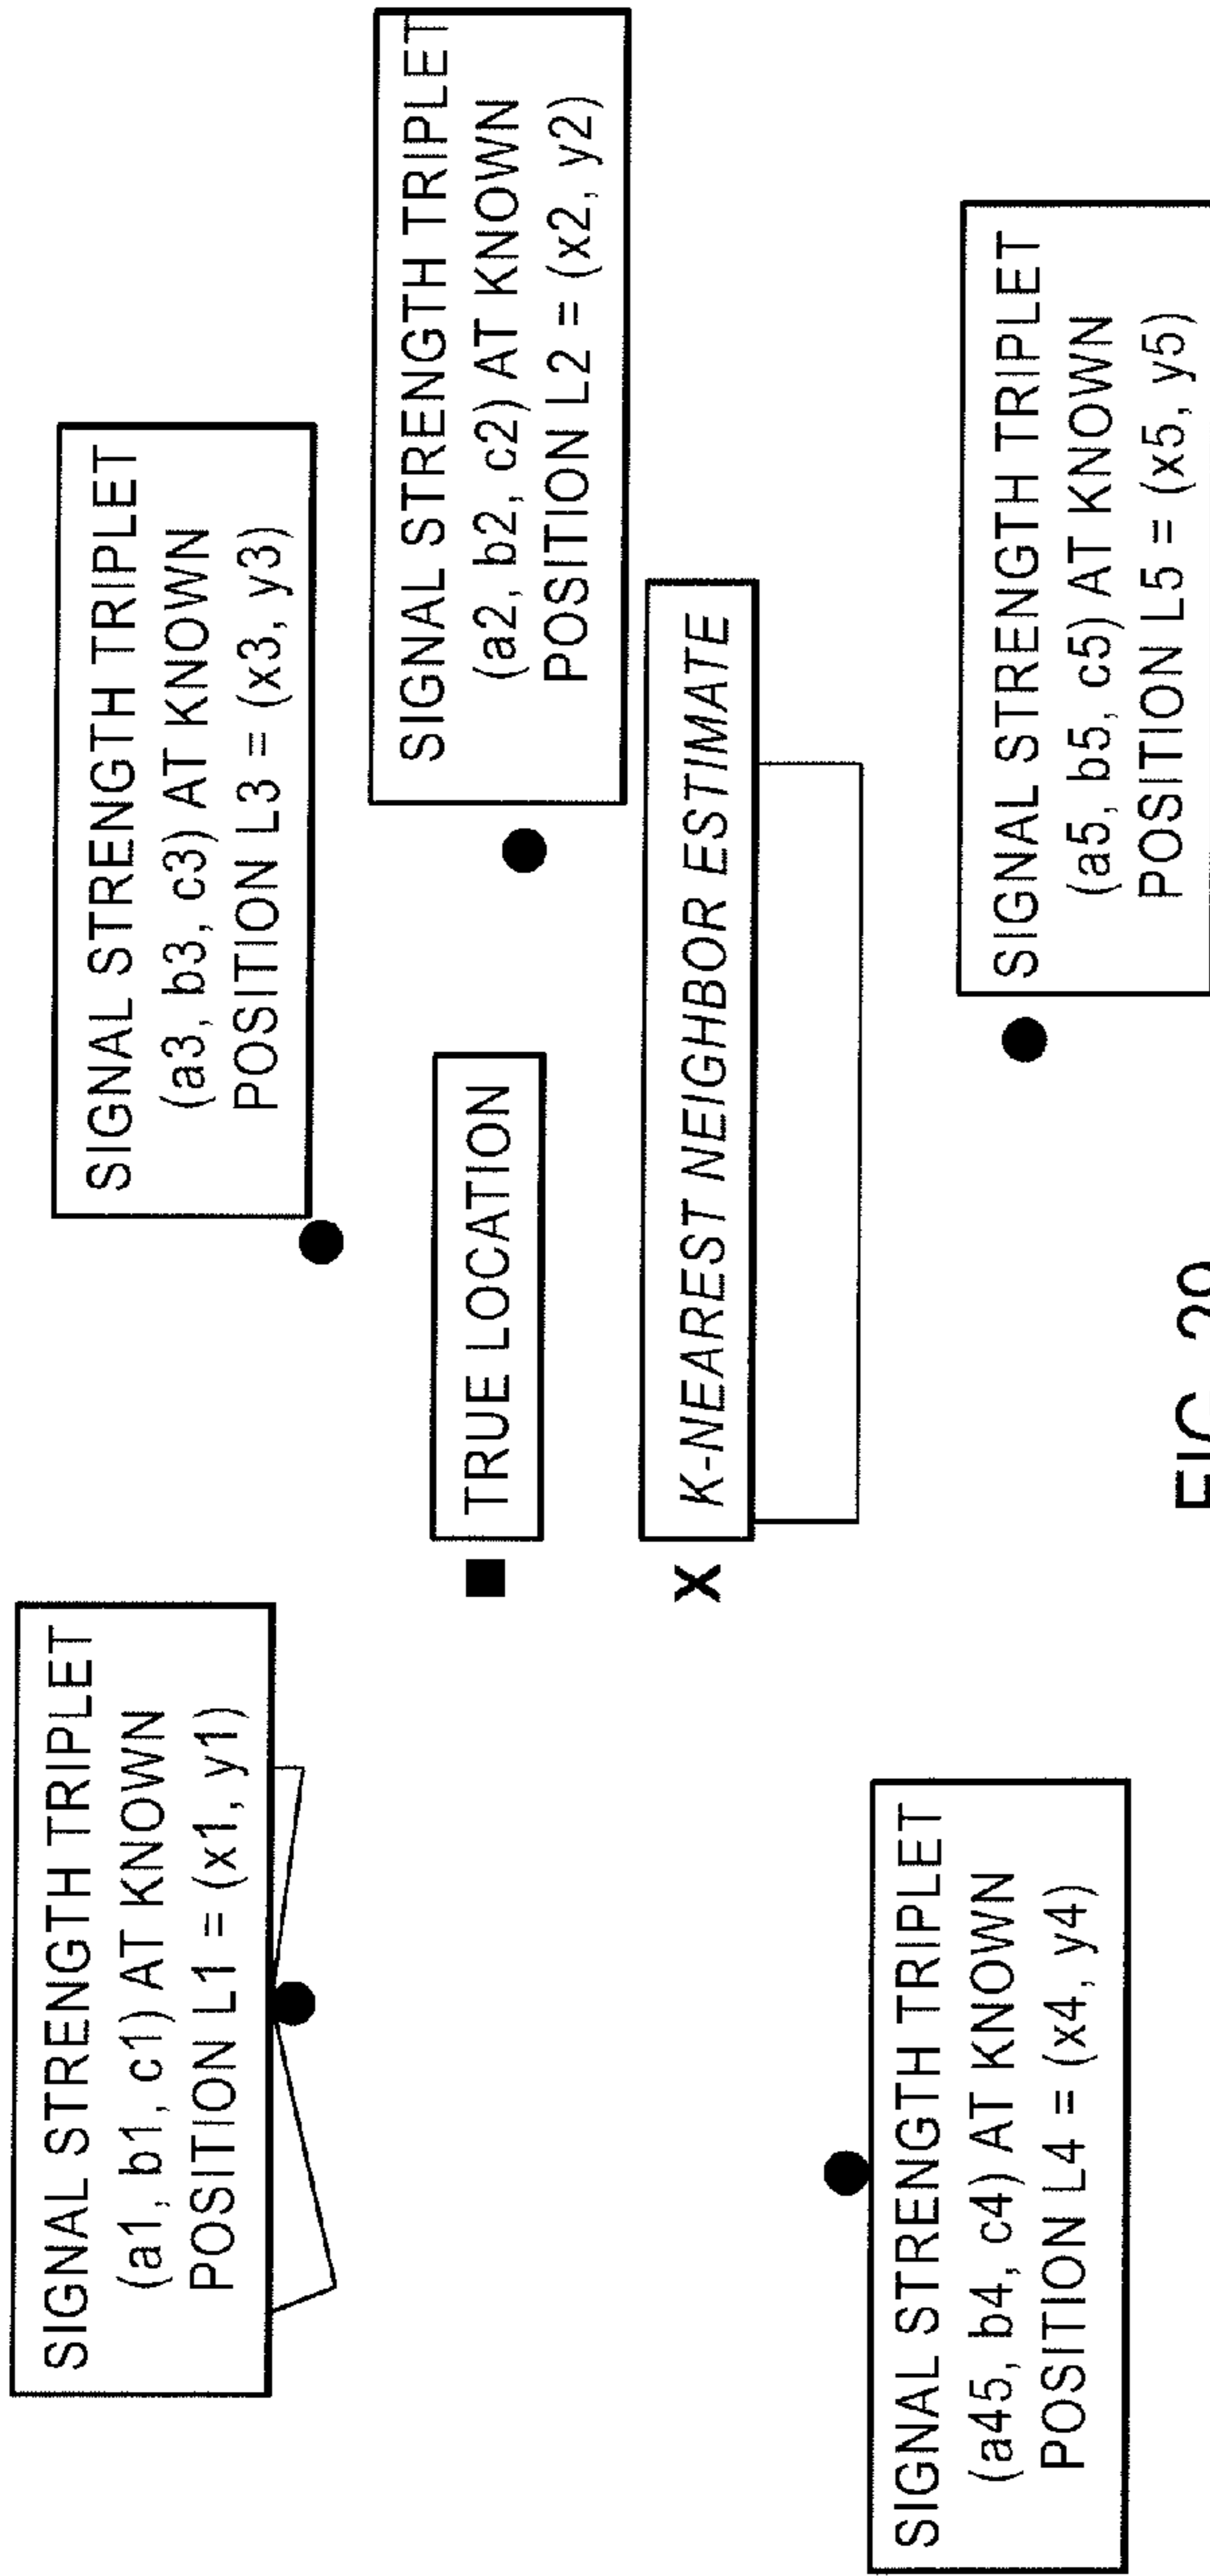 SIGNAL STRENGTH TRIPLET
(a1, b1, c1) AT KNOWN
POSITION L1 = (x1, y1)
SIGNAL STRENGTH TRIPLET
(a3, b3, c3) AT KNOWN
POSITION L3 = (x3, y3)
SIGNAL STRENGTH TRIPLET
(a2, b2, c2) AT KNOWN
POSITION L2 = (x2, y2)
TRUE LOCATION
X K-NEAREST NEIGHBOR ESTIMATE
SIGNAL STRENGTH TRIPLET
(a45, b4, c4) AT KNOWN
POSITION L4 = (x4, y4)
SIGNAL STRENGTH TRIPLET
(a5, b5, c5) AT KNOWN
POSITION L5 = (x5, y5)
FIG